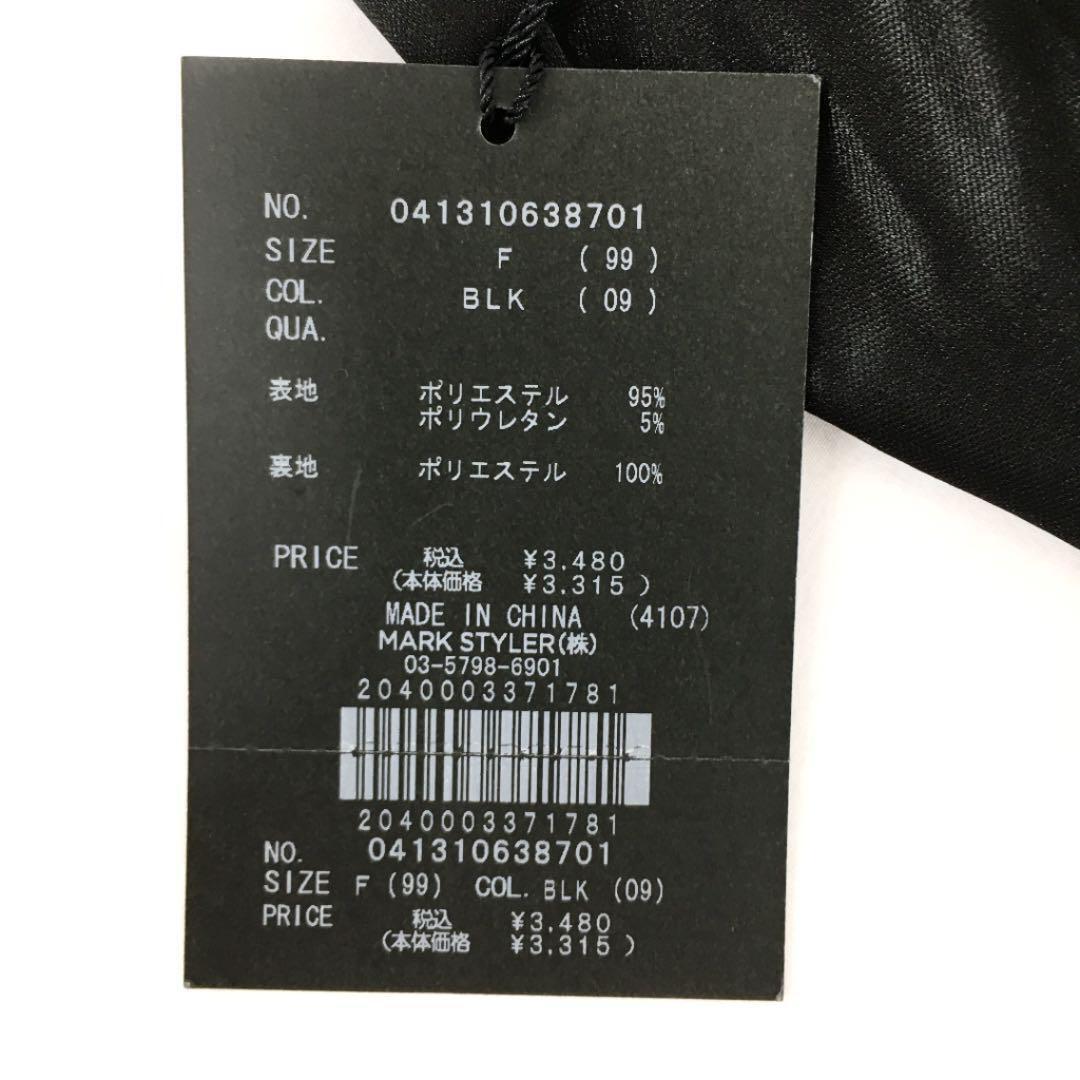 NO. 041310638701
SIZE F ( 99 )
COL. BLK ( 09 )
QUA.
表地 ポリエステル 95%
ポリウレタン 5%
裏地 ポリエステル 100%
PRICE 税込 ¥3.480
(本体価格 ¥3.315 )
MADE IN CHINA (4107)
MARK STYLER(株)
03-5798-6901
2040003371781
2040003371781
NO. 041310638701
SIZE F (99) COL. BLK (09)
PRICE 税込 ¥3.480
(本体価格 ¥3.315 )